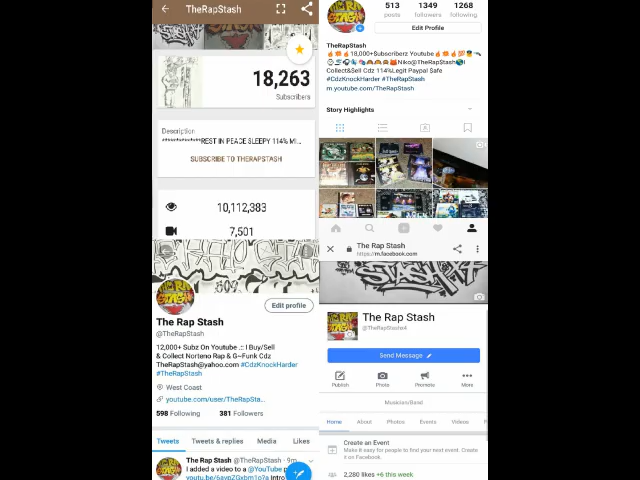 TheRapStash
18,263
Subscribers
Description
REST IN PEACE SLEEPY 114% MI...
SUBSCRIBE TO THERAPSTASH
10,112,383
7,501
Edit profile
The Rap Stash
@TheRapStash
12,000+ Subz On Youtube .:: I Buy/Sell
& Collect Norteno Rap & G~Funk Cdz
TheRapStash@yahoo.com #CdzKnockHarder
#TheRapStash
West Coast
youtube.com/user/TheRapSta...
598 Following 381 Followers
Tweets Tweets & replies Media Likes
The Rap Stash @TheRapStash · 9m
I added a video to a @YouTube
Intro
513 1349 1268
posts followers following
Edit Profile
TheRapStash
18,000+Subscriberz Youtube
Niko@TheRapStash
Collect&Sell Cdz 114%Legit Paypal Safe
#CdzKnockHarder #TheRapStash
m.youtube.com/TheRapStash
Story Highlights
The Rap Stash
https://m.facebook.com
STASH
The Rap Stash
@TheRapStash4
Send Message
Publish Photo Promote More
Musician/Band
Home About Photos Events Videos
Create an Event
Make it easy for people to find your next event. Create
it on Facebook.
2,280 likes +6 this week